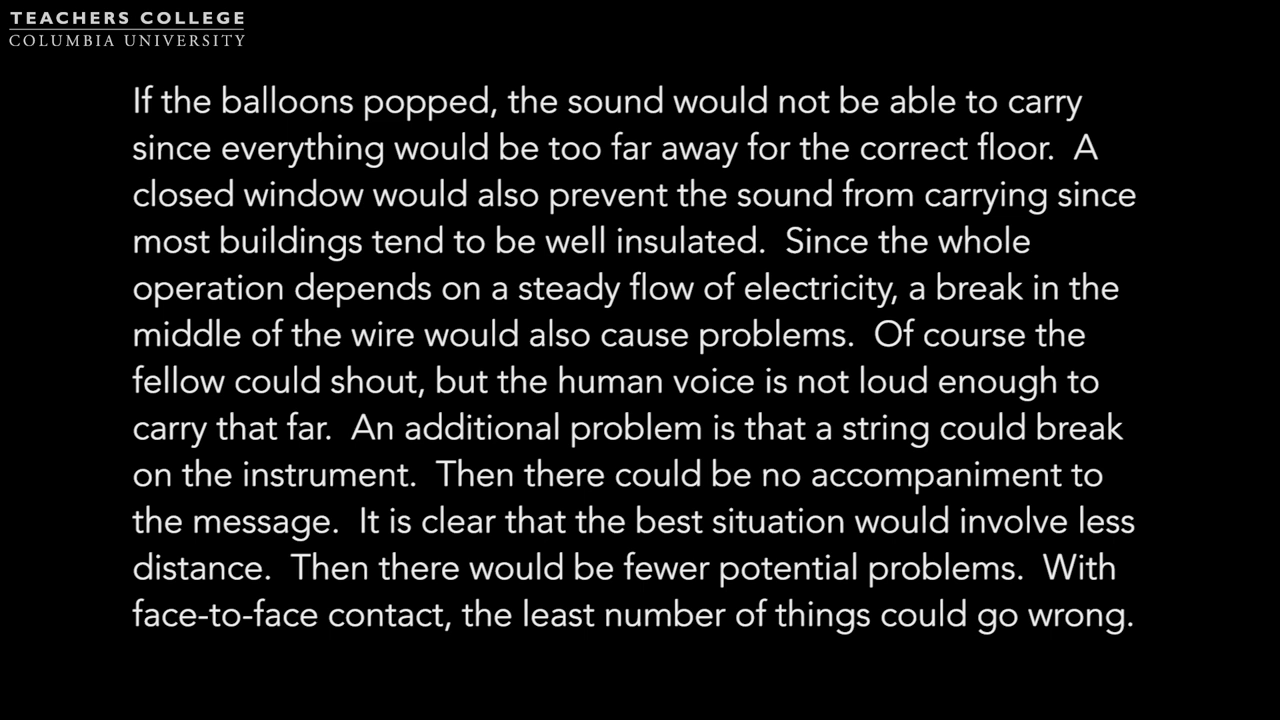 TEACHERS COLLEGE
COLUMBIA UNIVERSITY
If the balloons popped, the sound would not be able to carry
since everything would be too far away for the correct floor.  A
closed window would also prevent the sound from carrying since
most buildings tend to be well insulated.  Since the whole
operation depends on a steady flow of electricity, a break in the
middle of the wire would also cause problems.  Of course the
fellow could shout, but the human voice is not loud enough to
carry that far.  An additional problem is that a string could break
on the instrument.  Then there could be no accompaniment to
the message.  It is clear that the best situation would involve less
distance.  Then there would be fewer potential problems.  With
face-to-face contact, the least number of things could go wrong.